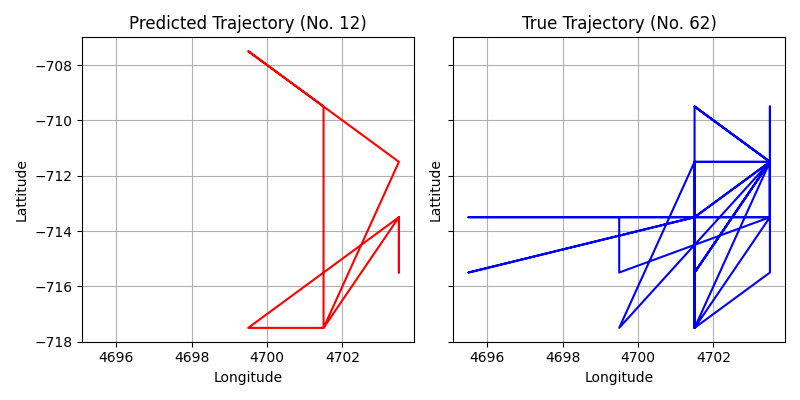 Predicted Trajectory (No. 12)
True Trajectory (No. 62)
Lattitude
−708
−710
−712
−714
−716
−718
4696
4698
4700
4702
Longitude
Lattitude
4696
4698
4700
4702
Longitude